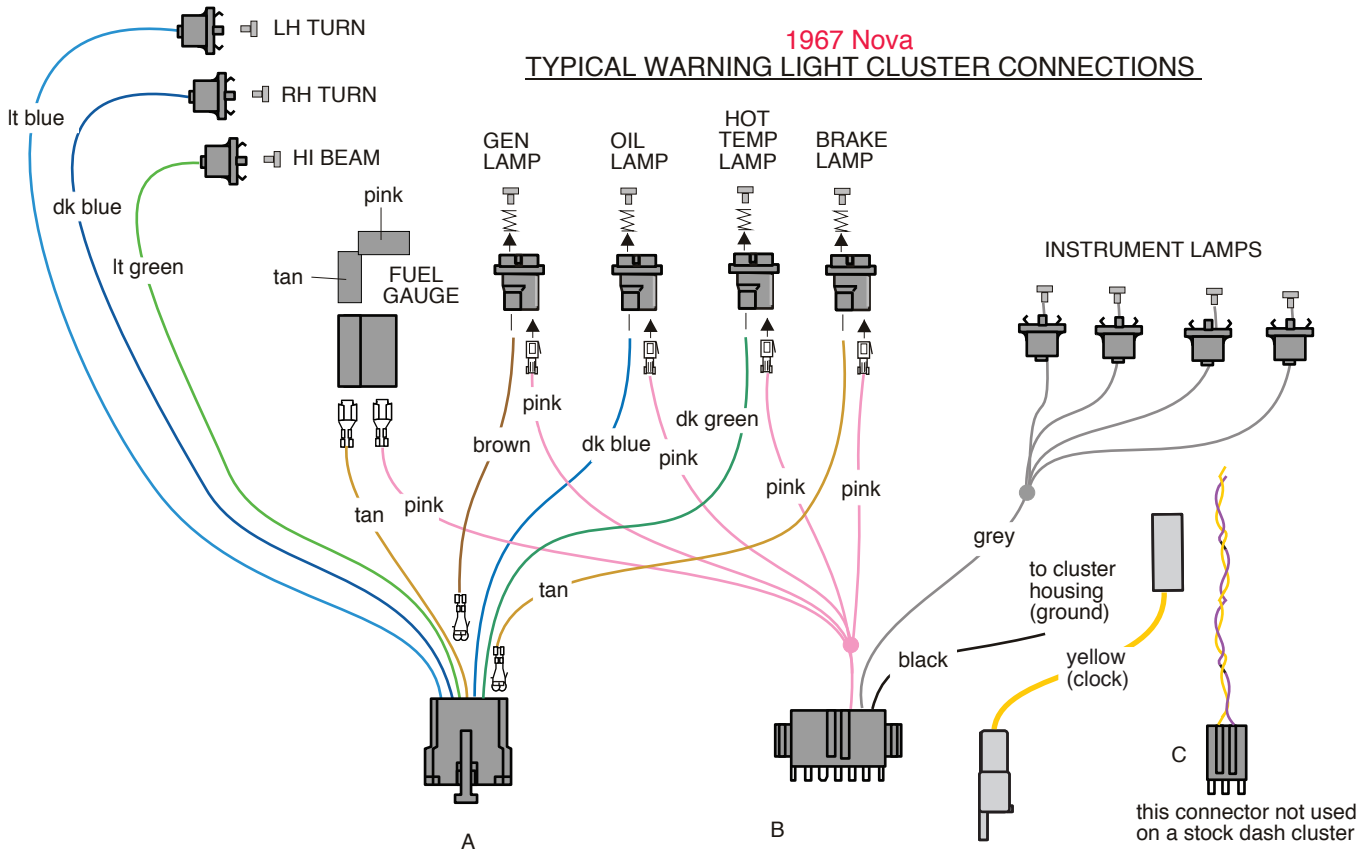 1967 Nova
TYPICAL WARNING LIGHT CLUSTER CONNECTIONS
LH TURN
RH TURN
HI BEAM
lt blue
dk blue
lt green
pink
tan
FUEL
GAUGE
GEN
LAMP
OIL
LAMP
HOT
TEMP
LAMP
BRAKE
LAMP
INSTRUMENT LAMPS
pink
brown
dk blue
pink
dk green
pink
pink
tan
pink
tan
grey
black
to cluster
housing
(ground)
yellow
(clock)
A
B
C
this connector not used
on a stock dash cluster